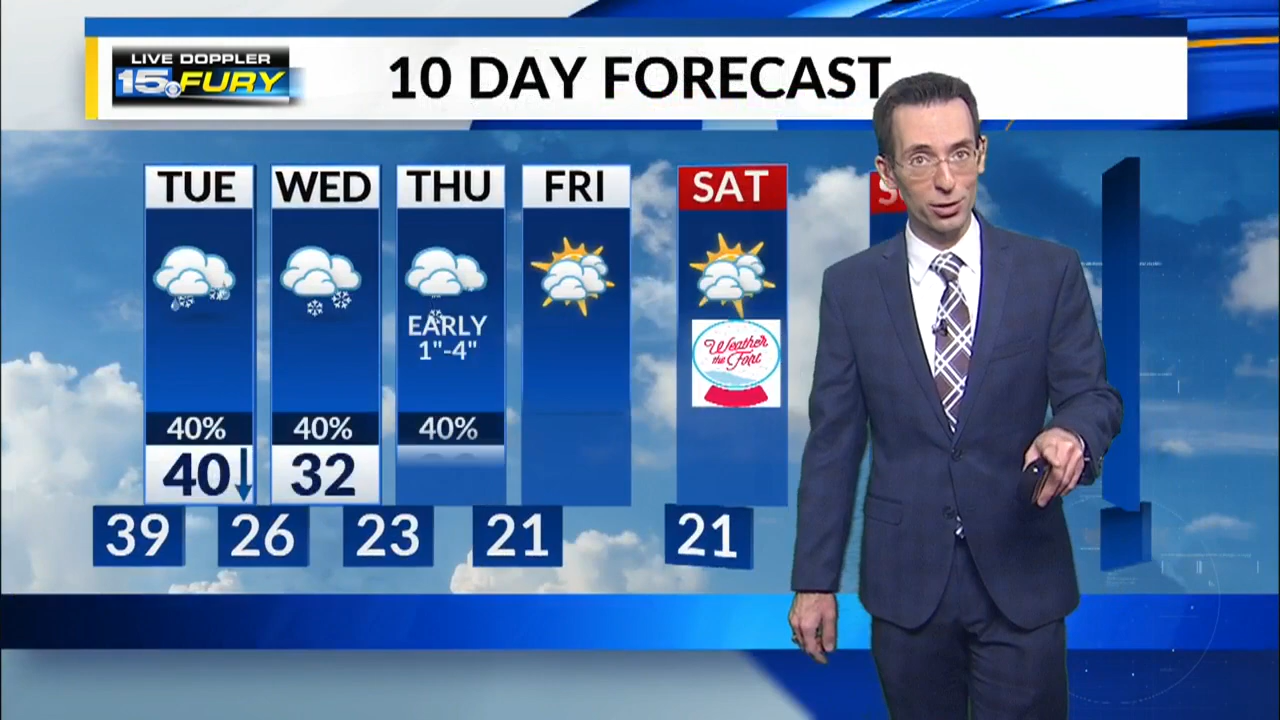 LIVE DOPPLER
15 FURY
10 DAY FORECAST
TUE
WED
THU
FRI
SAT
EARLY
1"-4"
Weather
the
Fort
40%
40%
40%
40
32
39
26
23
21
21